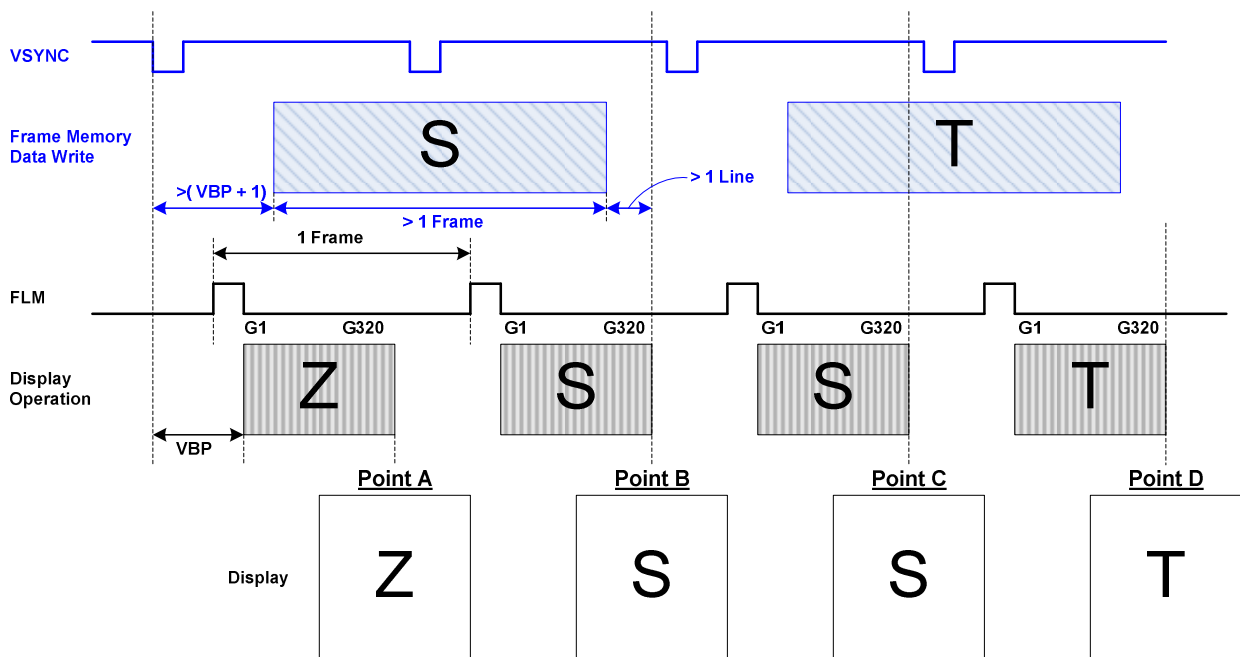 VSYNC
Frame Memory
Data Write
S
T
>( VBP + 1)
> 1 Frame
> 1 Line
1 Frame
FLM
G1 G320 G1 G320 G1 G320 G1 G320
Display
Operation
Z S S T
VBP
Point A Point B Point C Point D
Display
Z S S T